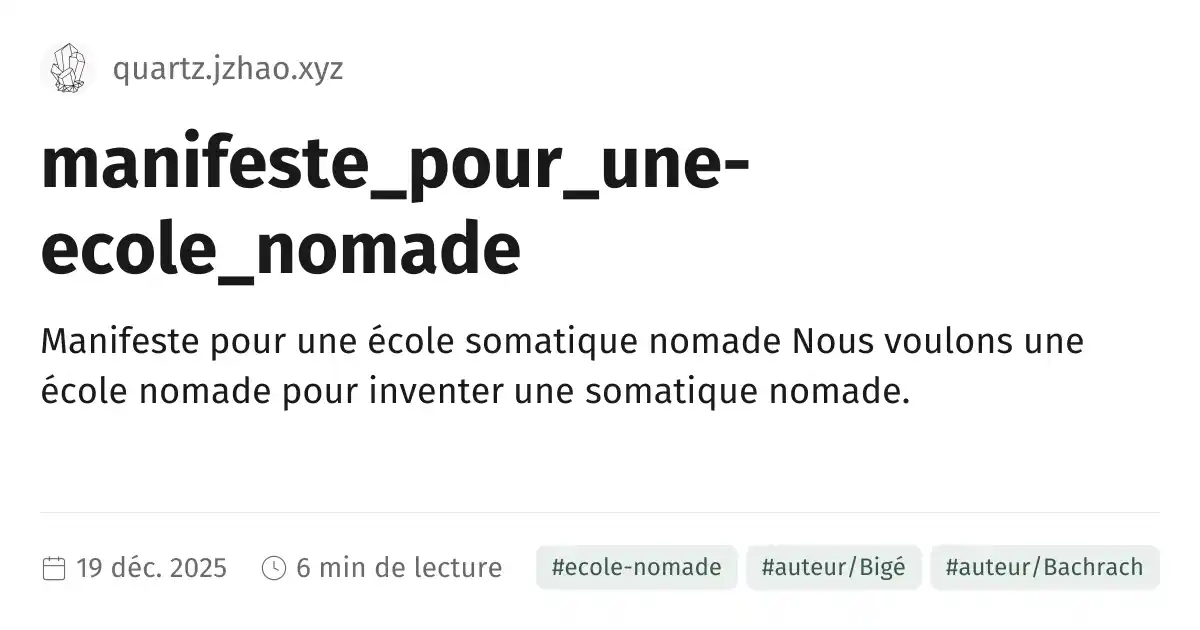 quartz.jzhao.xyz
manifeste_pour_une-
ecole_nomade
Manifeste pour une école somatique nomade Nous voulons une
école nomade pour inventer une somatique nomade.
19 déc. 2025 6 min de lecture #ecole-nomade #auteur/Bigé #auteur/Bachrach